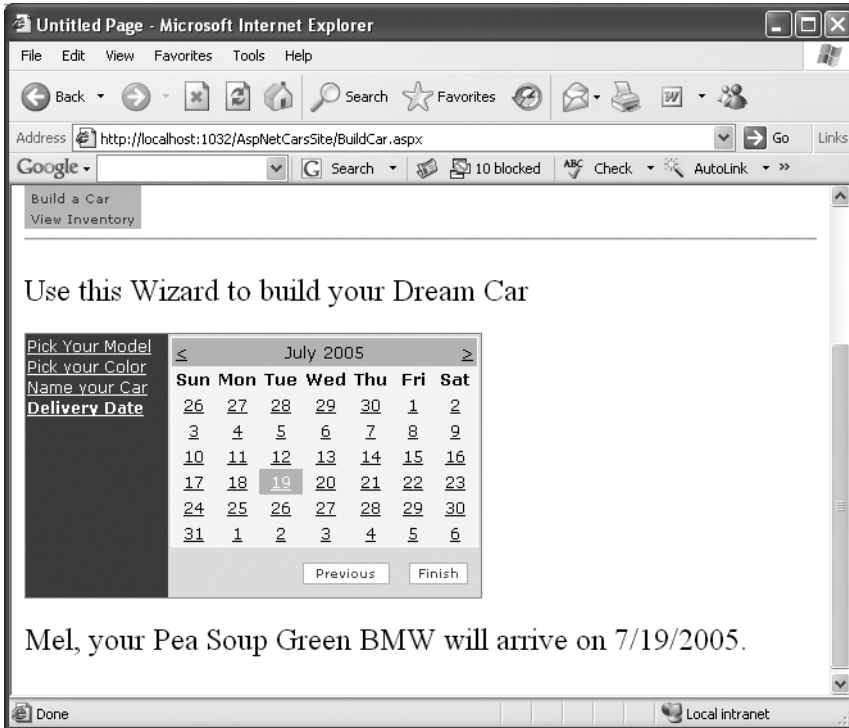 Untitled Page - Microsoft Internet Explorer
File Edit View Favorites Tools Help
Back Search Favorites
Address http://localhost:1032/AspNetCarsSite/BuildCar.aspx Go Links
Google G Search 10 blocked ABC Check AutoLink »
Build a Car
View Inventory
Use this Wizard to build your Dream Car
Pick Your Model
Pick your Color
Name your Car
Delivery Date
< July 2005 >
Sun Mon Tue Wed Thu Fri Sat
26 27 28 29 30 1 2
3 4 5 6 7 8 9
10 11 12 13 14 15 16
17 18 19 20 21 22 23
24 25 26 27 28 29 30
31 1 2 3 4 5 6
Previous Finish
Mel, your Pea Soup Green BMW will arrive on 7/19/2005.
Done Local intranet